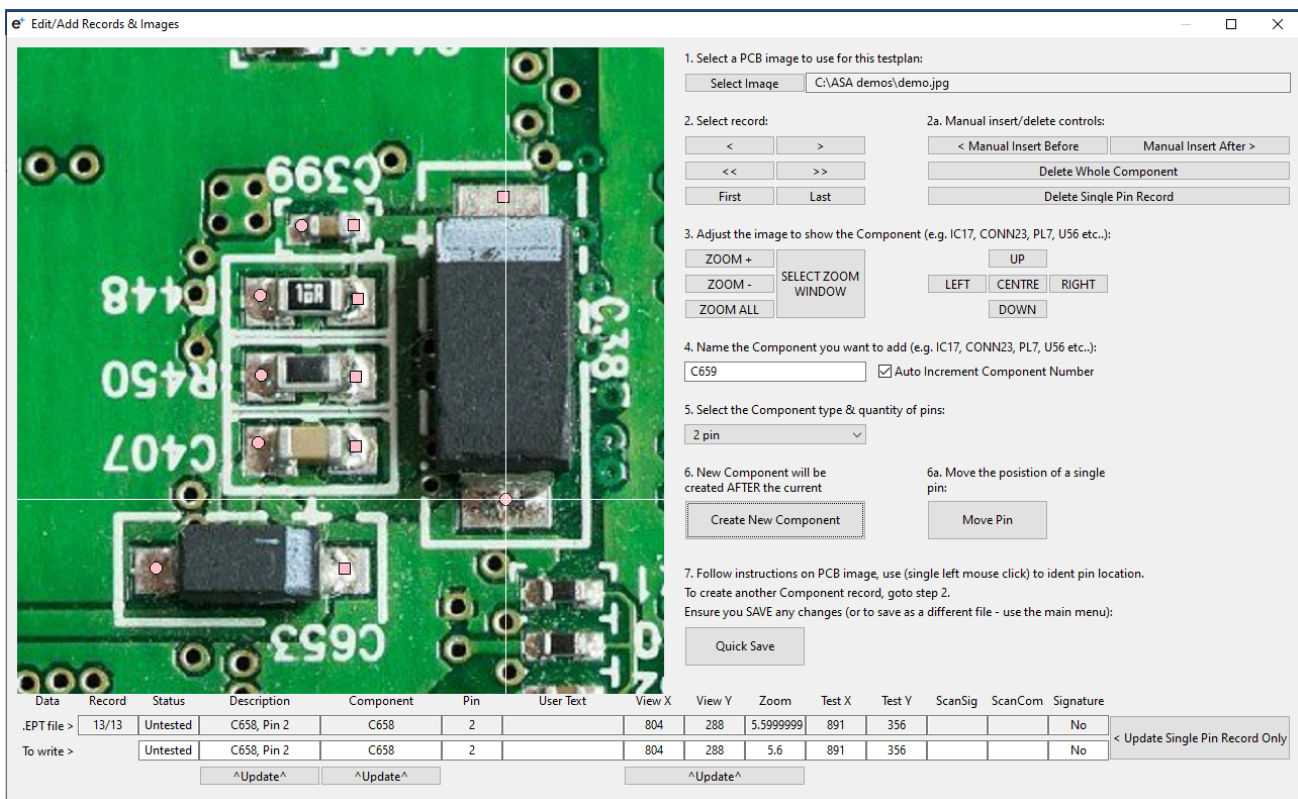 e+ Edit/Add Records & Images
C399
R450
C407
C653
1. Select a PCB image to use for this testplan:
Select Image C:\ASA demos\demo.jpg
2. Select record:
2a. Manual insert/delete controls:
< >
< Manual Insert Before Manual Insert After >
<< >>
Delete Whole Component
First Last
Delete Single Pin Record
3. Adjust the image to show the Component (e.g. IC17, CONN23, PL7, U56 etc..):
ZOOM +
UP
ZOOM -
SELECT ZOOM
WINDOW
LEFT CENTRE RIGHT
ZOOM ALL
DOWN
4. Name the Component you want to add (e.g. IC17, CONN23, PL7, U56 etc..):
C659 Auto Increment Component Number
5. Select the Component type & quantity of pins:
2 pin
6. New Component will be
created AFTER the current
6a. Move the posistion of a single
pin:
Create New Component Move Pin
7. Follow instructions on PCB image, use (single left mouse click) to ident pin location.
To create another Component record, goto step 2.
Ensure you SAVE any changes (or to save as a different file - use the main menu):
Quick Save
Data Record Status Description Component Pin User Text View X View Y Zoom Test X Test Y ScanSig ScanCom Signature
.EPT file > 13/13 Untested C658, Pin 2 C658 2 804 288 5.5999999 891 356 No
To write > Untested C658, Pin 2 C658 2 804 288 5.6 891 356 No
< Update Single Pin Record Only
^Update^ ^Update^ ^Update^